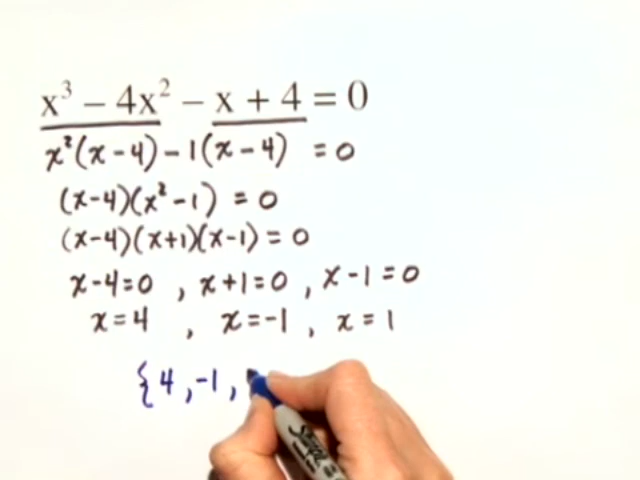 x³ − 4x² − x + 4 = 0
x²(x − 4) − 1(x − 4) = 0
(x−4)(x² −1) = 0
(x−4)(x+1)(x−1) = 0
x−4=0 , x+1=0 , x−1=0
x=4 , x=−1 , x=1
{4 , −1 ,